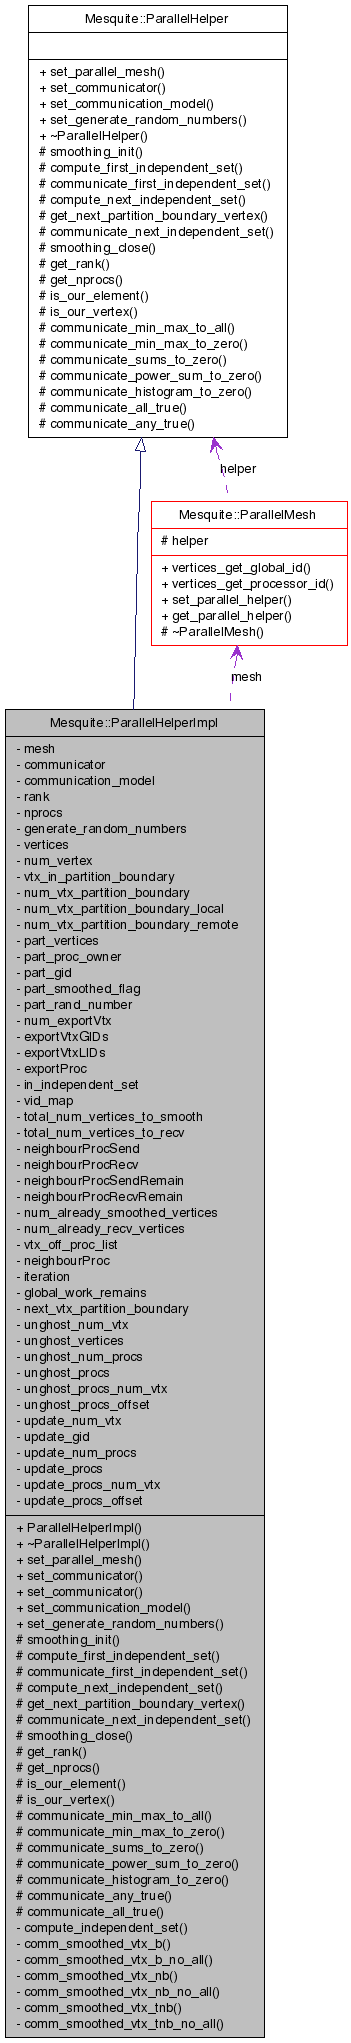 Mesquite::ParallelHelper
+ set_parallel_mesh()
+ set_communicator()
+ set_communication_model()
+ set_generate_random_numbers()
+ ~ParallelHelper()
# smoothing_init()
# compute_first_independent_set()
# communicate_first_independent_set()
# compute_next_independent_set()
# get_next_partition_boundary_vertex()
# communicate_next_independent_set()
# smoothing_close()
# get_rank()
# get_nprocs()
# is_our_element()
# is_our_vertex()
# communicate_min_max_to_all()
# communicate_min_max_to_zero()
# communicate_sums_to_zero()
# communicate_power_sum_to_zero()
# communicate_histogram_to_zero()
# communicate_all_true()
# communicate_any_true()
helper
Mesquite::ParallelMesh
# helper
+ vertices_get_global_id()
+ vertices_get_processor_id()
+ set_parallel_helper()
+ get_parallel_helper()
# ~ParallelMesh()
mesh
Mesquite::ParallelHelperImpl
- mesh
- communicator
- communication_model
- rank
- nprocs
- generate_random_numbers
- vertices
- num_vertex
- vtx_in_partition_boundary
- num_vtx_partition_boundary
- num_vtx_partition_boundary_local
- num_vtx_partition_boundary_remote
- part_vertices
- part_proc_owner
- part_gid
- part_smoothed_flag
- part_rand_number
- num_exportVtx
- exportVtxGIDs
- exportVtxLIDs
- exportProc
- in_independent_set
- vid_map
- total_num_vertices_to_smooth
- total_num_vertices_to_recv
- neighbourProcSend
- neighbourProcRecv
- neighbourProcSendRemain
- neighbourProcRecvRemain
- num_already_smoothed_vertices
- num_already_recv_vertices
- vtx_off_proc_list
- neighbourProc
- iteration
- global_work_remains
- next_vtx_partition_boundary
- unghost_num_vtx
- unghost_vertices
- unghost_num_procs
- unghost_procs
- unghost_procs_num_vtx
- unghost_procs_offset
- update_num_vtx
- update_gid
- update_num_procs
- update_procs
- update_procs_num_vtx
- update_procs_offset
+ ParallelHelperImpl()
+ ~ParallelHelperImpl()
+ set_parallel_mesh()
+ set_communicator()
+ set_communicator()
+ set_communication_model()
+ set_generate_random_numbers()
# smoothing_init()
# compute_first_independent_set()
# communicate_first_independent_set()
# compute_next_independent_set()
# get_next_partition_boundary_vertex()
# communicate_next_independent_set()
# smoothing_close()
# get_rank()
# get_nprocs()
# is_our_element()
# is_our_vertex()
# communicate_min_max_to_all()
# communicate_min_max_to_zero()
# communicate_sums_to_zero()
# communicate_power_sum_to_zero()
# communicate_histogram_to_zero()
# communicate_any_true()
# communicate_all_true()
- compute_independent_set()
- comm_smoothed_vtx_b()
- comm_smoothed_vtx_b_no_all()
- comm_smoothed_vtx_nb()
- comm_smoothed_vtx_nb_no_all()
- comm_smoothed_vtx_tnb()
- comm_smoothed_vtx_tnb_no_all()